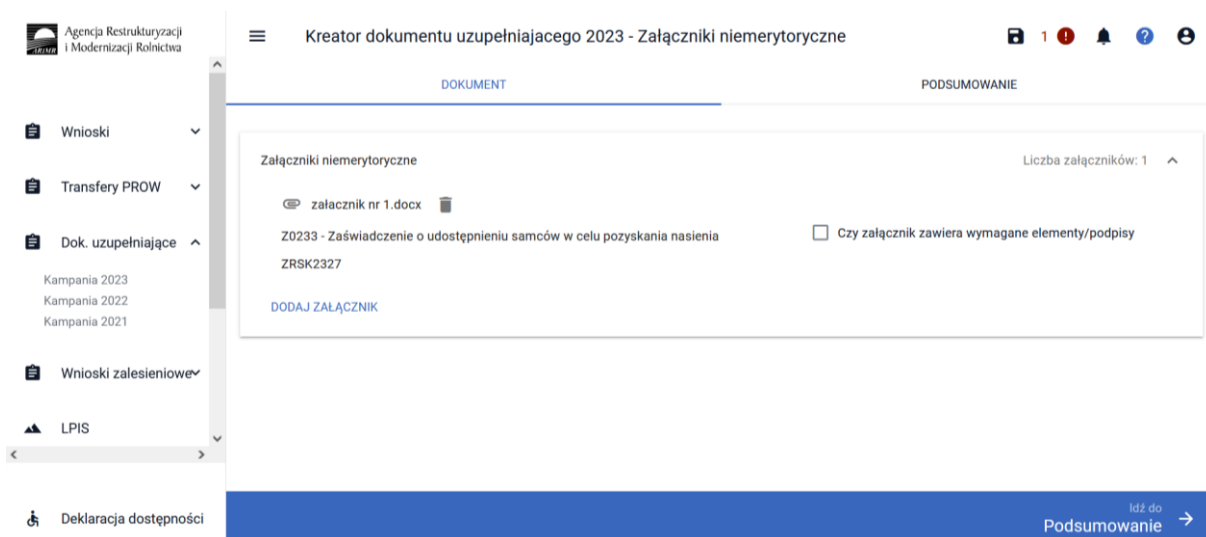 Agencja Restrukturyzacji
i Modernizacji Rolnictwa
ARiMR
Kreator dokumentu uzupełniajacego 2023 - Załączniki niemerytoryczne
1
DOKUMENT
PODSUMOWANIE
Wnioski
Transfery PROW
Dok. uzupełniające
Kampania 2023
Kampania 2022
Kampania 2021
Wnioski zalesieniowe
LPIS
Deklaracja dostępności
Załączniki niemerytoryczne
Liczba załączników: 1
załacznik nr 1.docx
Z0233 - Zaświadczenie o udostępnieniu samców w celu pozyskania nasienia
Czy załącznik zawiera wymagane elementy/podpisy
ZRSK2327
DODAJ ZAŁĄCZNIK
Idź do
Podsumowanie